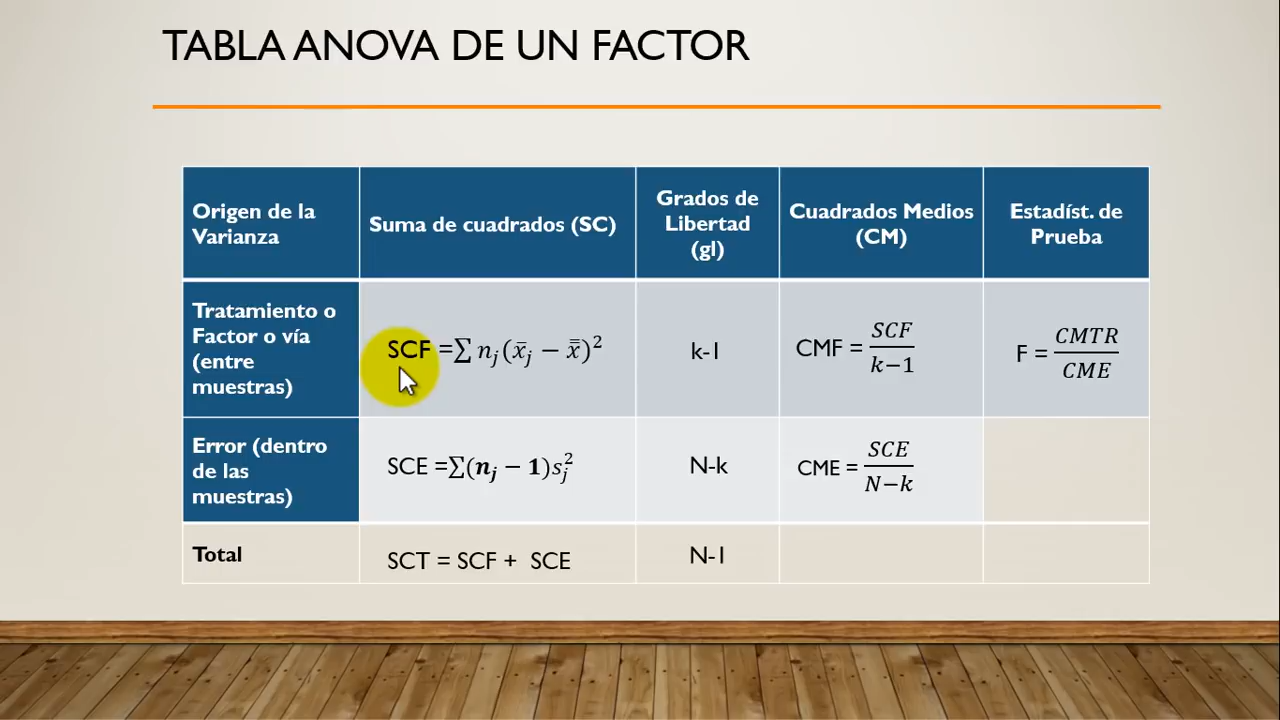 TABLA ANOVA DE UN FACTOR
Origen de la
Varianza
Suma de cuadrados (SC)
Grados de
Libertad
(gl)
Cuadrados Medios
(CM)
Estadíst. de
Prueba
Tratamiento o
Factor o vía
(entre
muestras)
SCF =∑ nⱼ(x̄ⱼ − x̿)²
k-1
CMF = SCF / k−1
F = CMTR / CME
Error (dentro
de las
muestras)
SCE =∑(nⱼ − 1)sⱼ²
N-k
CME = SCE / N−k
Total
SCT = SCF + SCE
N-1